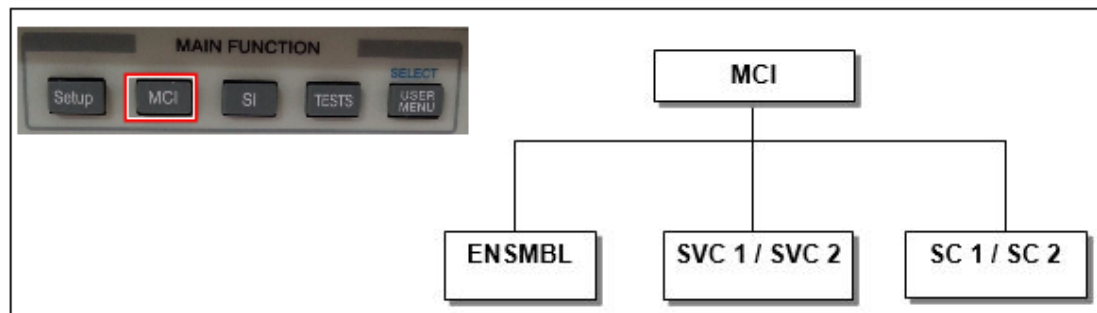 MAIN FUNCTION
SELECT
Setup MCI SI TESTS USER MENU
MCI
ENSMBL SVC 1 / SVC 2 SC 1 / SC 2